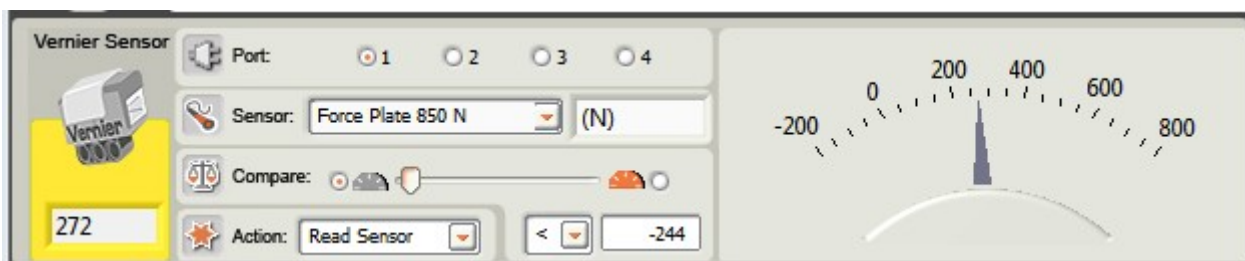 Vernier Sensor
Vernier
272
Port: 1 2 3 4
Sensor: Force Plate 850 N (N)
Compare:
Action: Read Sensor < -244
-200 0 200 400 600 800